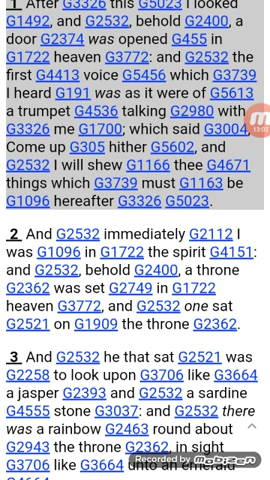 1 After G3326 this G5023 I looked
G1492, and G2532, behold G2400, a
door G2374 was opened G455 in
G1722 heaven G3772: and G2532 the
first G4413 voice G5456 which G3739
I heard G191 was as it were of G5613
a trumpet G4536 talking G2980 with
G3326 me G1700; which said G3004,
Come up G305 hither G5602, and
G2532 I will shew G1166 thee G4671
things which G3739 must G1163 be
G1096 hereafter G3326 G5023.
2 And G2532 immediately G2112 I
was G1096 in G1722 the spirit G4151:
and G2532, behold G2400, a throne
G2362 was set G2749 in G1722
heaven G3772, and G2532 one sat
G2521 on G1909 the throne G2362.
3 And G2532 he that sat G2521 was
G2258 to look upon G3706 like G3664
a jasper G2393 and G2532 a sardine
G4555 stone G3037: and G2532 there
was a rainbow G2463 round about
G2943 the throne G2362, in sight
G3706 like G3664 unto an emerald
Recorded by Mobizen